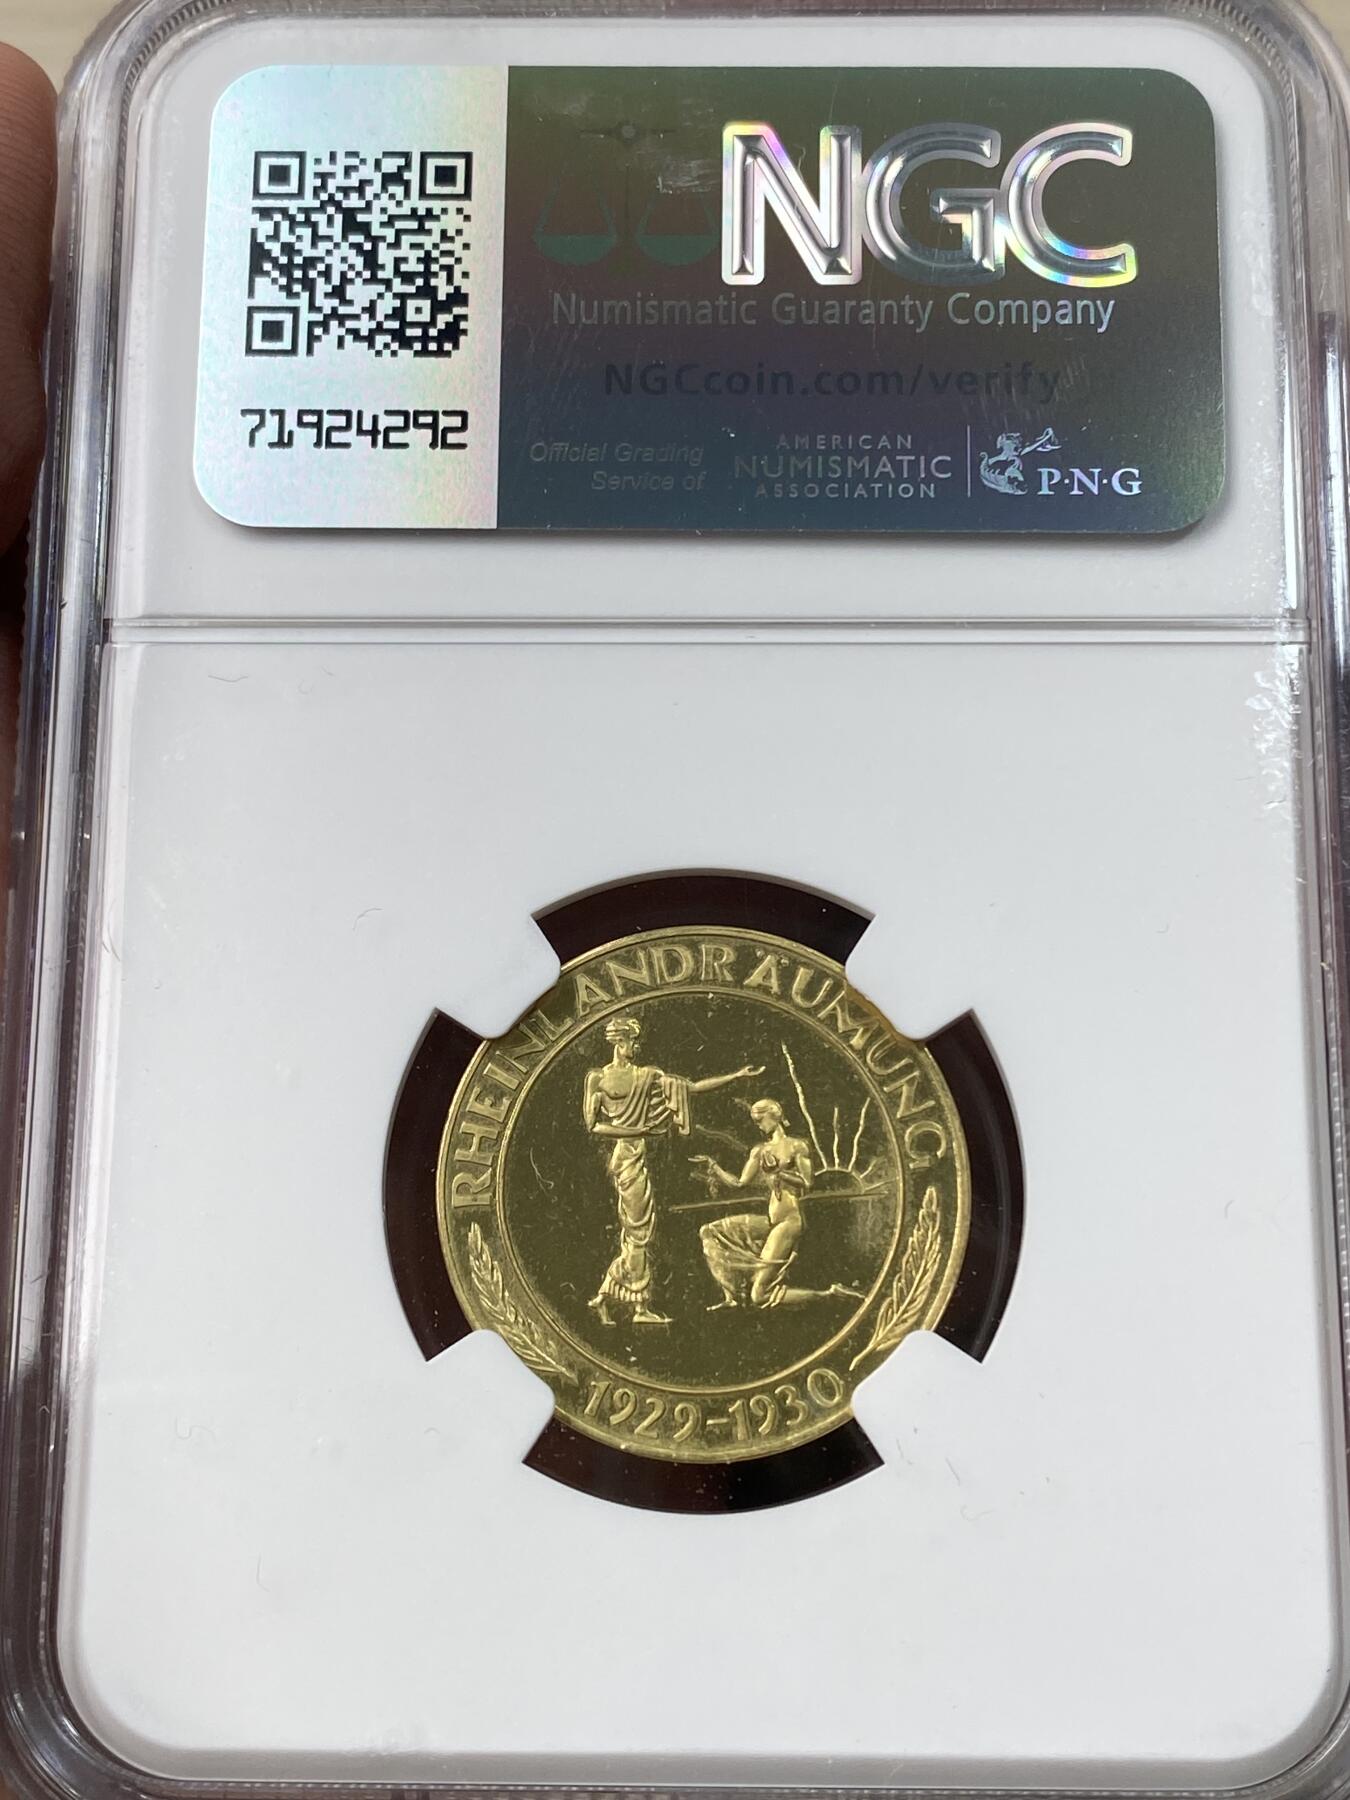 NGC
Numismatic Guaranty Company
NGCcoin.com/verify
71924292
Official Grading
Service of
AMERICAN
NUMISMATIC
ASSOCIATION
P·N·G
RHEINLANDRÄUMUNG
1929-1930